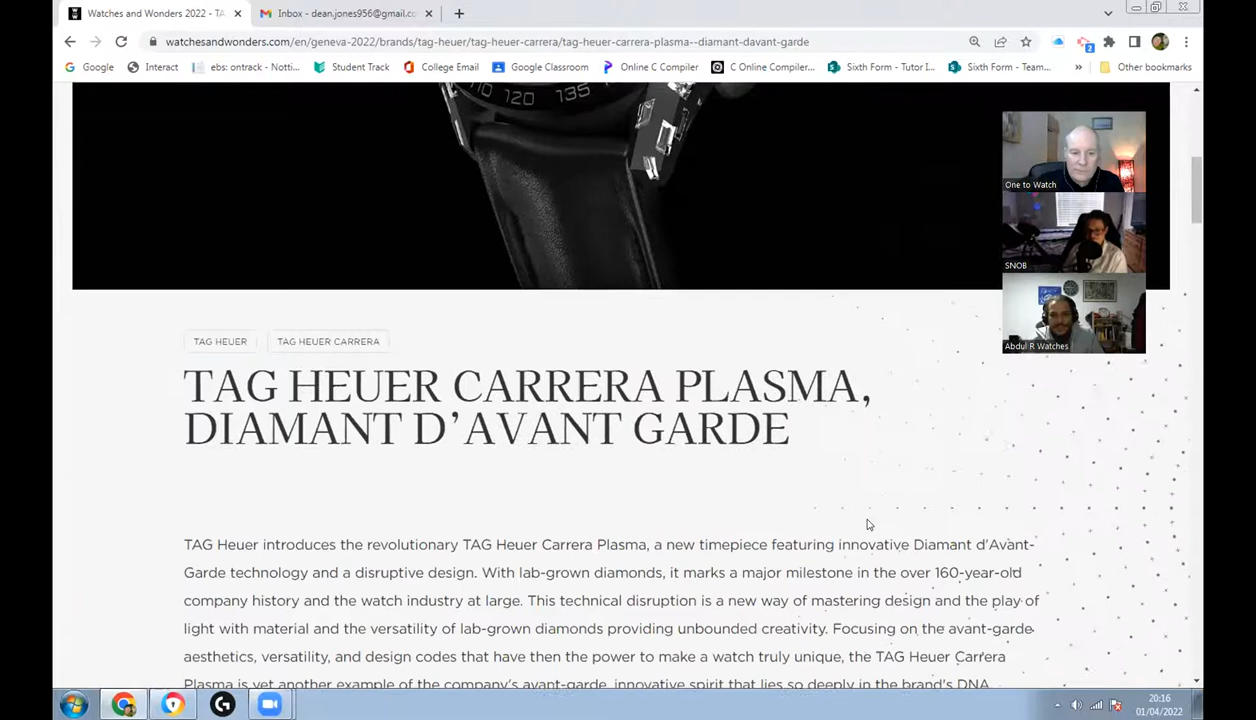 Watches and Wonders 2022 - TA
Inbox - dean.jones956@gmail.co
watchesandwonders.com/en/geneva-2022/brands/tag-heuer/tag-heuer-carrera/tag-heuer-carrera-plasma--diamant-davant-garde
2
Google
Interact
ebs: ontrack - Notti...
Student Track
College Email
Google Classroom
Online C Compiler
C Online Compiler...
Sixth Form - Tutor I...
Sixth Form - Team...
»
Other bookmarks
110 120 135
One to Watch
SNOB
Abdul R Watches
TAG HEUER
TAG HEUER CARRERA
TAG HEUER CARRERA PLASMA,
DIAMANT D’AVANT GARDE
TAG Heuer introduces the revolutionary TAG Heuer Carrera Plasma, a new timepiece featuring innovative Diamant d’Avant-
Garde technology and a disruptive design. With lab-grown diamonds, it marks a major milestone in the over 160-year-old
company history and the watch industry at large. This technical disruption is a new way of mastering design and the play of
light with material and the versatility of lab-grown diamonds providing unbounded creativity. Focusing on the avant-garde
aesthetics, versatility, and design codes that have then the power to make a watch truly unique, the TAG Heuer Carrera
Plasma is yet another example of the company’s avant-garde, innovative spirit that lies so deeply in the brand’s DNA.
20:16
01/04/2022